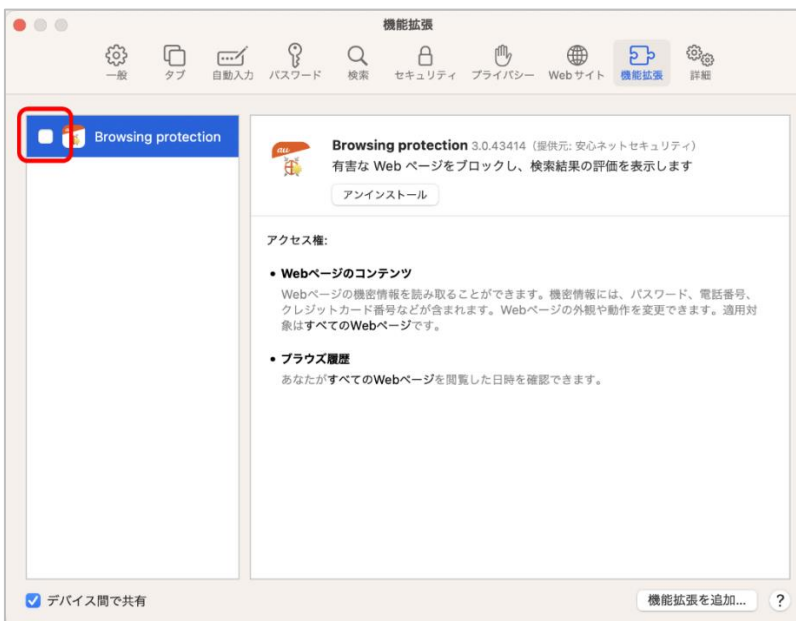 機能拡張
一般 タブ 自動入力 パスワード 検索 セキュリティ プライバシー Webサイト 機能拡張 詳細
Browsing protection
au
Browsing protection 3.0.43414（提供元: 安心ネットセキュリティ）
有害な Web ページをブロックし、検索結果の評価を表示します
アンインストール
アクセス権:
• Webページのコンテンツ
Webページの機密情報を読み取ることができます。機密情報には、パスワード、電話番号、
クレジットカード番号などが含まれます。Webページの外観や動作を変更できます。適用対
象はすべてのWebページです。
• ブラウズ履歴
あなたがすべてのWebページを閲覧した日時を確認できます。
デバイス間で共有
機能拡張を追加... ?